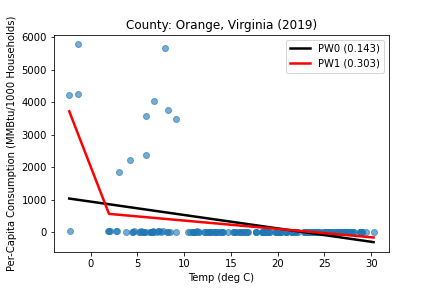 County: Orange, Virginia (2019)
Per-Capita Consumption (MMBtu/1000 Households)
6000
5000
4000
3000
2000
1000
0
PW0 (0.143)
PW1 (0.303)
0 5 10 15 20 25 30
Temp (deg C)